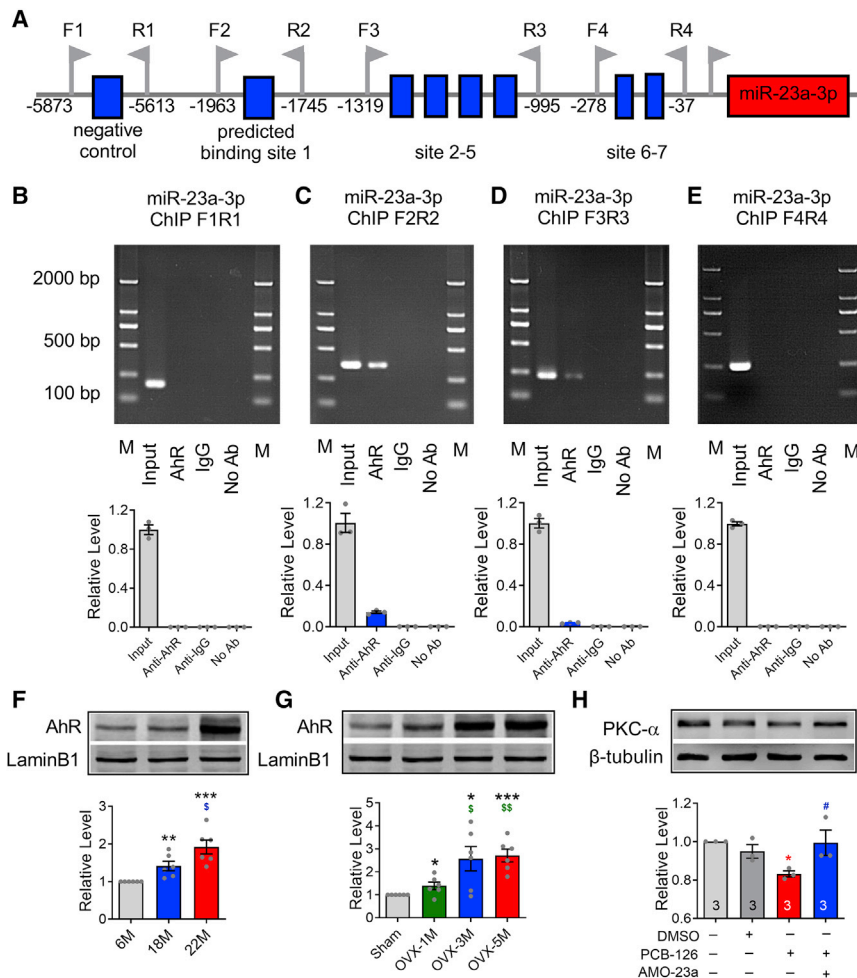 A
F1 R1 F2 R2 F3 R3 F4 R4
miR-23a-3p
-5873 -5613 -1963 -1745 -1319 -995 -278 -37
negative control
predicted binding site 1
site 2-5
site 6-7
B
miR-23a-3p
ChIP F1R1
C
miR-23a-3p
ChIP F2R2
D
miR-23a-3p
ChIP F3R3
E
miR-23a-3p
ChIP F4R4
2000 bp
500 bp
100 bp
M Input AhR IgG No Ab M
Input AhR IgG No Ab
M Input AhR IgG No Ab M
M Input AhR IgG No Ab M
Relative Level
1.2
0.8
0.4
0.0
Input Anti-AhR Anti-IgG No Ab
Relative Level
1.2
0.8
0.4
0.0
Input Anti-AhR Anti-IgG No Ab
Relative Level
1.2
0.8
0.4
0.0
Input Anti-AhR Anti-IgG No Ab
Relative Level
1.2
0.8
0.4
0.0
Input Anti-AhR Anti-IgG No Ab
F
AhR
LaminB1
Relative Level
3
2
1
0
**
***
$
6M 18M 22M
G
AhR
LaminB1
Relative Level
5
4
3
2
1
0
*
*
$
***
$$
Sham OVX-1M OVX-3M OVX-5M
H
PKC-α
β-tubulin
Relative Level
1.2
1.0
0.8
0.6
*
#
3 3 3 3
DMSO – + – –
PCB-126 – – + +
AMO-23a – – – +